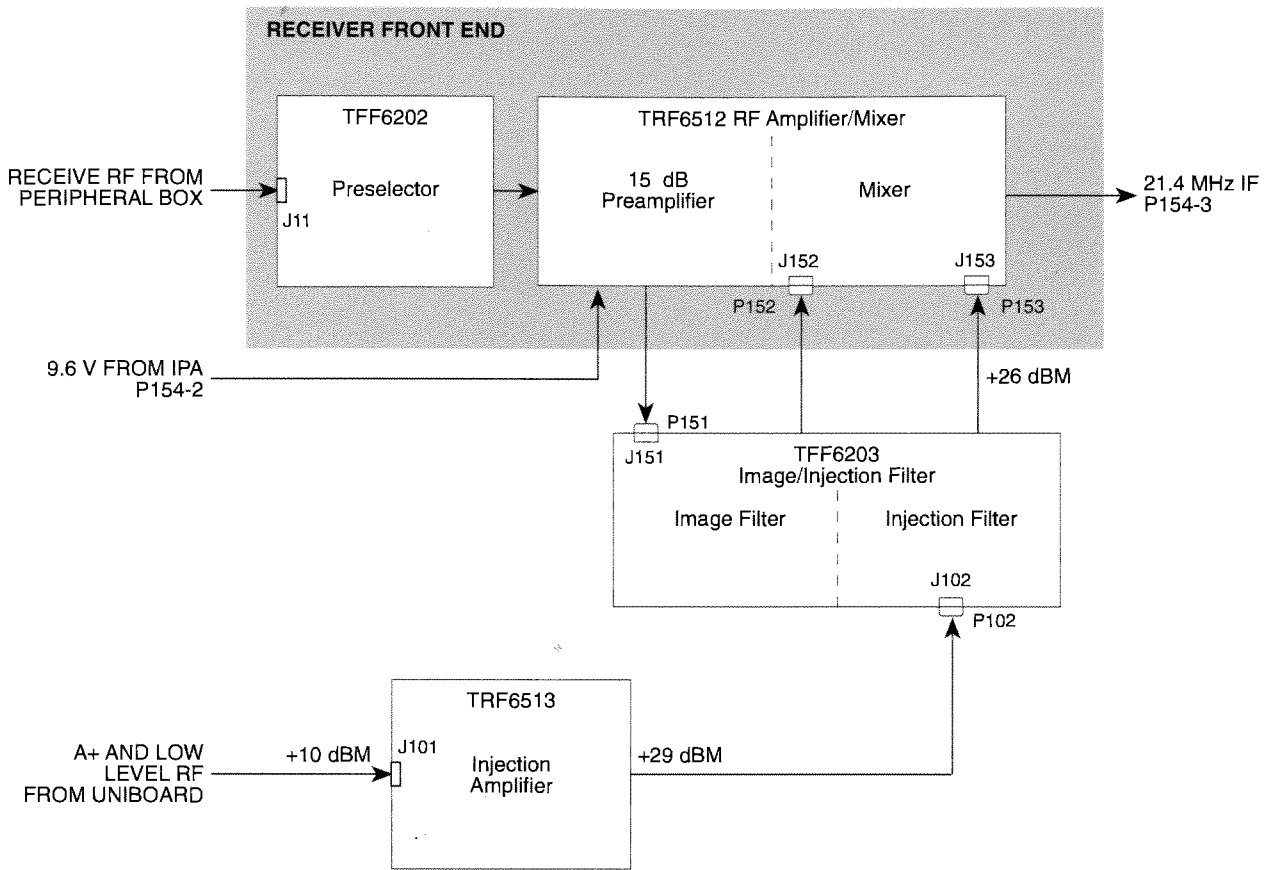 RECEIVER FRONT END
TFF6202
Preselector
J11
RECEIVE RF FROM
PERIPHERAL BOX
TRF6512 RF Amplifier/Mixer
15 dB
Preamplifier
Mixer
J152
J153
P152
P153
21.4 MHz IF
P154-3
9.6 V FROM IPA
P154-2
+26 dBM
P151
J151
TFF6203
Image/Injection Filter
Image Filter
Injection Filter
J102
P102
TRF6513
Injection
Amplifier
J101
+10 dBM
+29 dBM
A+ AND LOW
LEVEL RF
FROM UNIBOARD